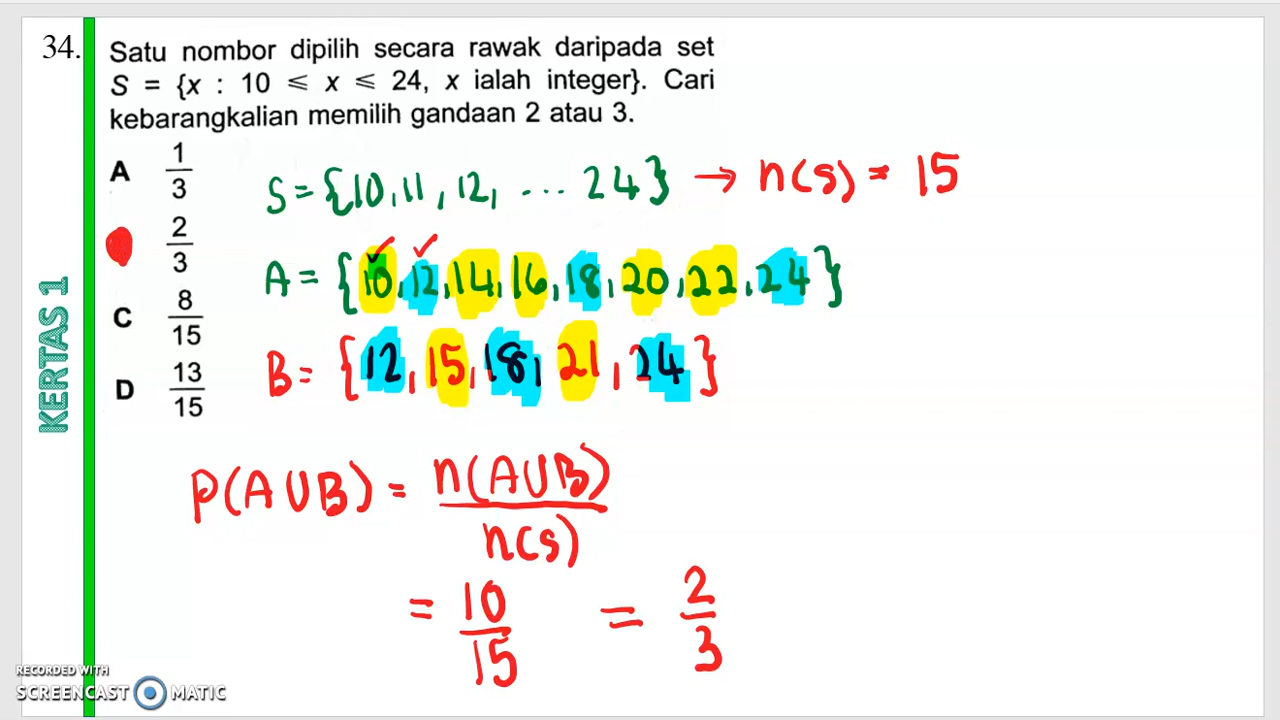 34. Satu nombor dipilih secara rawak daripada set
S = {x : 10 ⩽ x ⩽ 24, x ialah integer}. Cari
kebarangkalian memilih gandaan 2 atau 3.
A 1/3
S = {10, 11, 12, ... 24} → n(s) = 15
2/3
A = {10, 12, 14, 16, 18, 20, 22, 24}
C 8/15
B = {12, 15, 18, 21, 24}
D 13/15
KERTAS 1
P(A∪B) = n(A∪B)/n(s)
= 10/15 = 2/3
RECORDED WITH
SCREENCAST MATIC